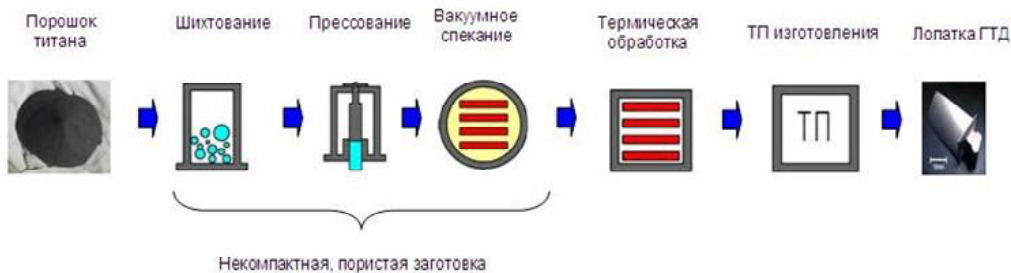 Порошок
титана
Шихтование
Прессование
Вакуумное
спекание
Термическая
обработка
ТП изготовления
Лопатка ГТД
ТП
Некомпактная, пористая заготовка